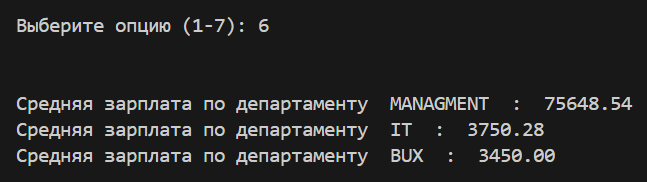 Выберите опцию (1-7): 6
Средняя зарплата по департаменту  MANAGMENT  :  75648.54
Средняя зарплата по департаменту  IT  :  3750.28
Средняя зарплата по департаменту  BUX  :  3450.00